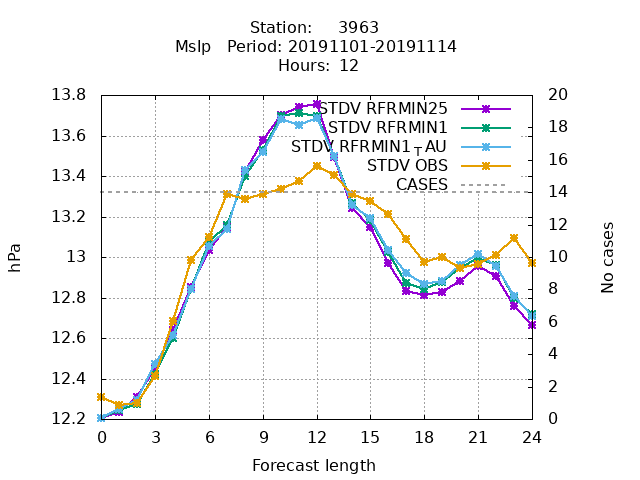 Station: 3963
Mslp Period: 20191101-20191114
Hours: 12
13.8
13.6
13.4
13.2
13
12.8
12.6
12.4
12.2
hPa
20
18
16
14
12
10
8
6
4
2
0
No cases
STDV RFRMIN25
STDV RFRMIN1
STDV RFRMIN1TAU
STDV OBS
CASES
0 3 6 9 12 15 18 21 24
Forecast length